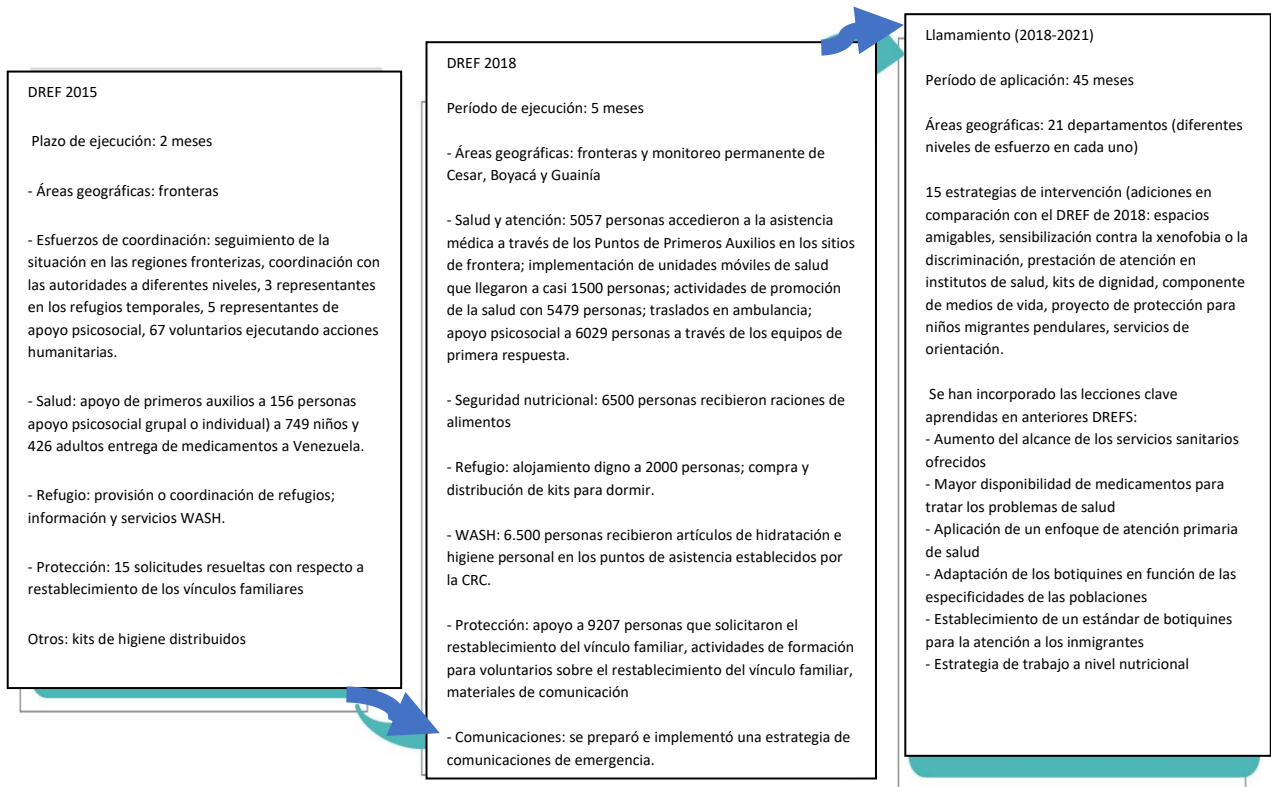 DREF 2015
Plazo de ejecución: 2 meses
- Áreas geográficas: fronteras
- Esfuerzos de coordinación: seguimiento de la
situación en las regiones fronterizas, coordinación con
las autoridades a diferentes niveles, 3 representantes
en los refugios temporales, 5 representantes de
apoyo psicosocial, 67 voluntarios ejecutando acciones
humanitarias.
- Salud: apoyo de primeros auxilios a 156 personas
apoyo psicosocial grupal o individual) a 749 niños y
426 adultos entrega de medicamentos a Venezuela.
- Refugio: provisión o coordinación de refugios;
información y servicios WASH.
- Protección: 15 solicitudes resueltas con respecto a
restablecimiento de los vínculos familiares
Otros: kits de higiene distribuidos
DREF 2018
Período de ejecución: 5 meses
- Áreas geográficas: fronteras y monitoreo permanente de
Cesar, Boyacá y Guainía
- Salud y atención: 5057 personas accedieron a la asistencia
médica a través de los Puntos de Primeros Auxilios en los sitios
de frontera; implementación de unidades móviles de salud
que llegaron a casi 1500 personas; actividades de promoción
de la salud con 5479 personas; traslados en ambulancia;
apoyo psicosocial a 6029 personas a través de los equipos de
primera respuesta.
- Seguridad nutricional: 6500 personas recibieron raciones de
alimentos
- Refugio: alojamiento digno a 2000 personas; compra y
distribución de kits para dormir.
- WASH: 6.500 personas recibieron artículos de hidratación e
higiene personal en los puntos de asistencia establecidos por
la CRC.
- Protección: apoyo a 9207 personas que solicitaron el
restablecimiento del vínculo familiar, actividades de formación
para voluntarios sobre el restablecimiento del vínculo familiar,
materiales de comunicación
- Comunicaciones: se preparó e implementó una estrategia de
comunicaciones de emergencia.
Llamamiento (2018-2021)
Período de aplicación: 45 meses
Áreas geográficas: 21 departamentos (diferentes
niveles de esfuerzo en cada uno)
15 estrategias de intervención (adiciones en
comparación con el DREF de 2018: espacios
amigables, sensibilización contra la xenofobia o la
discriminación, prestación de atención en
institutos de salud, kits de dignidad, componente
de medios de vida, proyecto de protección para
niños migrantes pendulares, servicios de
orientación.
Se han incorporado las lecciones clave
aprendidas en anteriores DREFS:
- Aumento del alcance de los servicios sanitarios
ofrecidos
- Mayor disponibilidad de medicamentos para
tratar los problemas de salud
- Aplicación de un enfoque de atención primaria
de salud
- Adaptación de los botiquines en función de las
especificidades de las poblaciones
- Establecimiento de un estándar de botiquines
para la atención a los inmigrantes
- Estrategia de trabajo a nivel nutricional